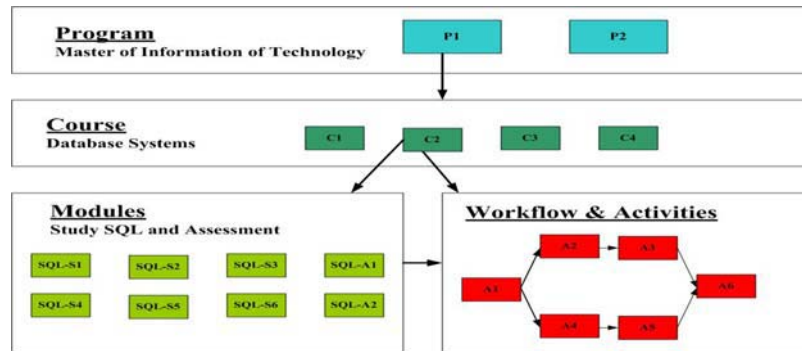 Program
Master of Information of Technology
P1
P2
Course
Database Systems
C1
C2
C3
C4
Modules
Study SQL and Assessment
SQL-S1
SQL-S2
SQL-S3
SQL-A1
SQL-S4
SQL-S5
SQL-S6
SQL-A2
Workflow & Activities
A1
A2
A3
A4
A5
A6